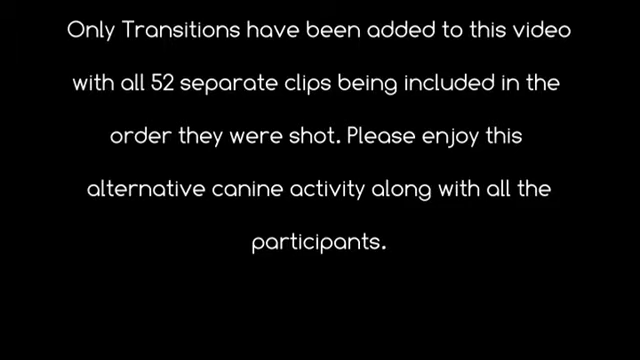 Only Transitions have been added to this video
with all 52 separate clips being included in the
order they were shot. Please enjoy this
alternative canine activity along with all the
participants.